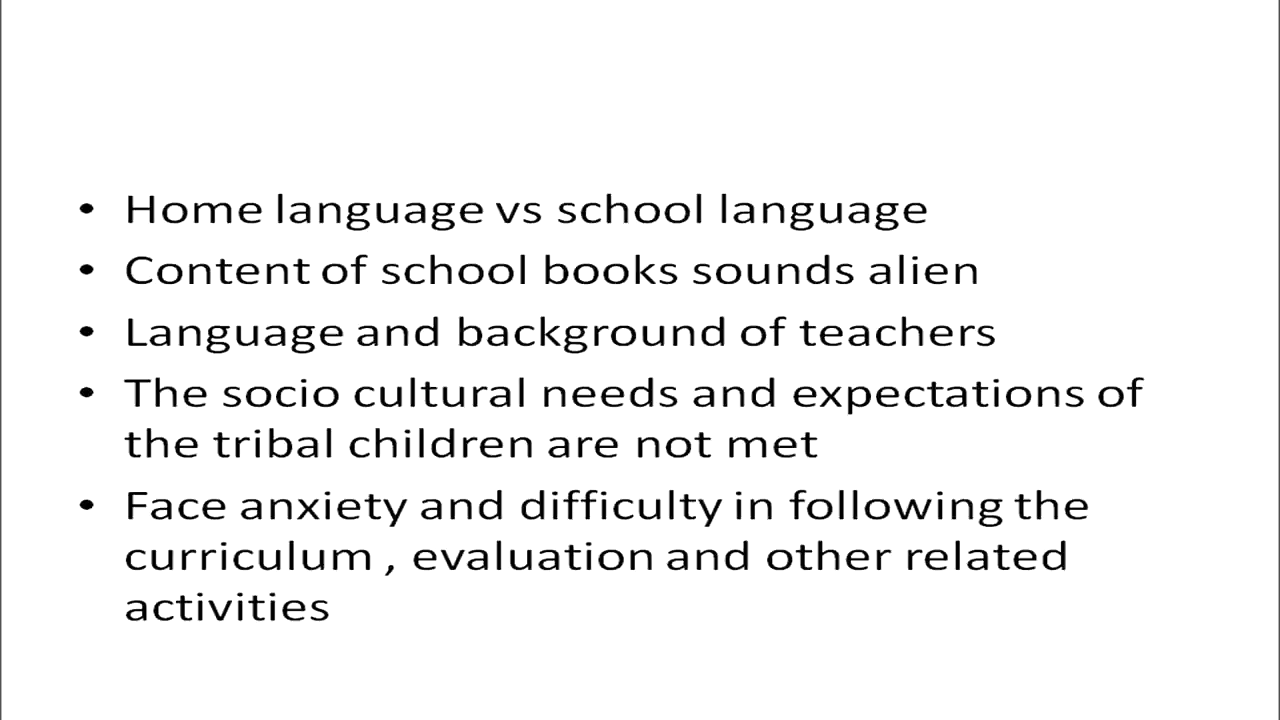 • Home language vs school language
• Content of school books sounds alien
• Language and background of teachers
• The socio cultural needs and expectations of
the tribal children are not met
• Face anxiety and difficulty in following the
curriculum , evaluation and other related
activities